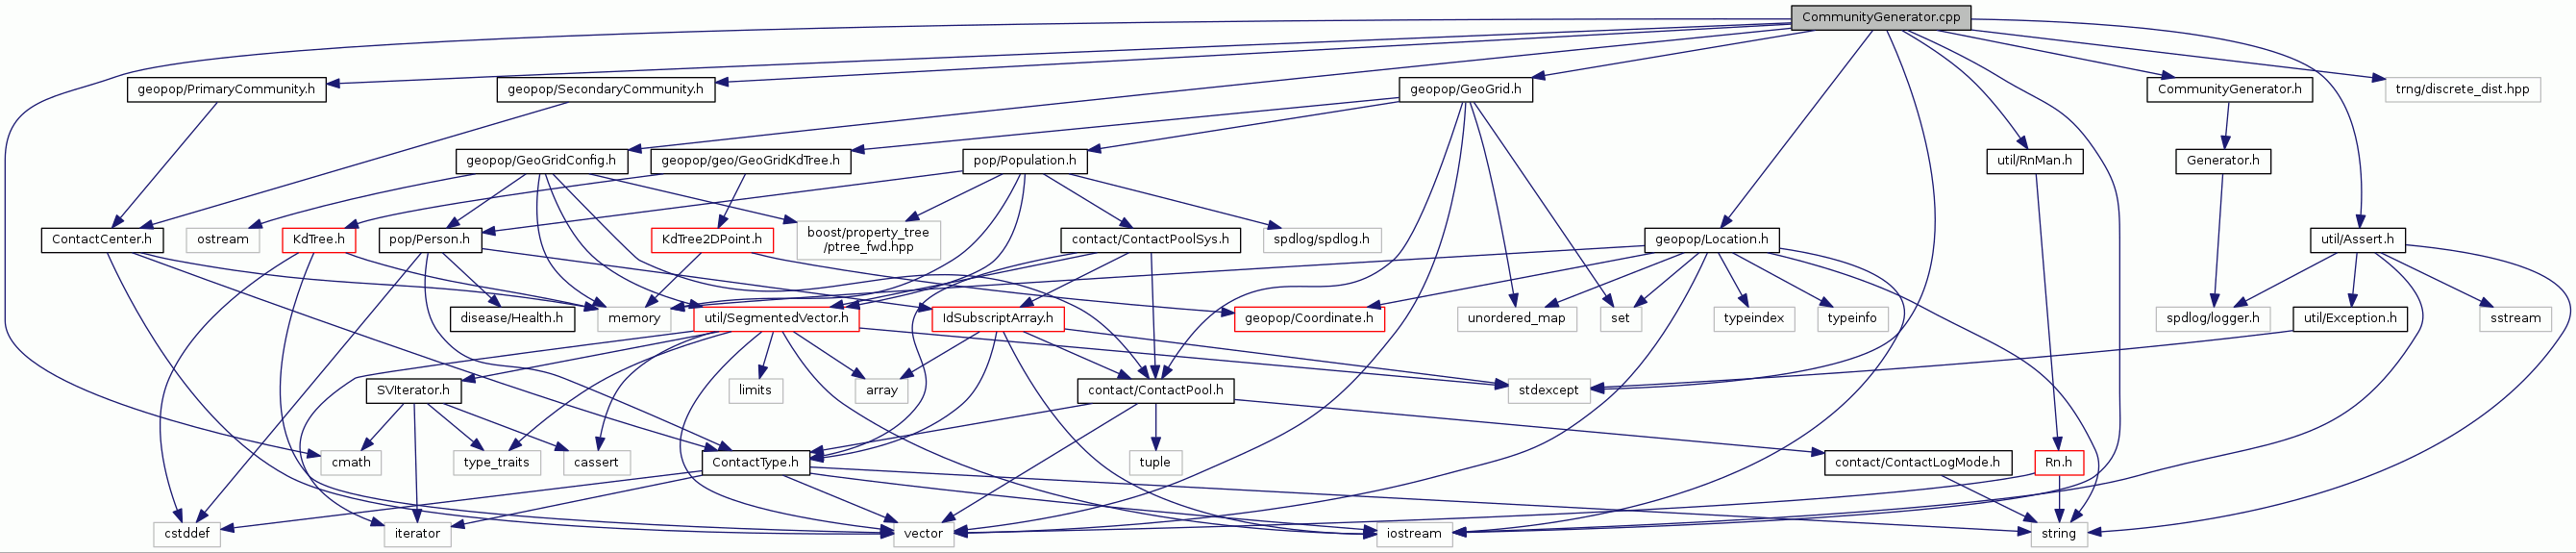 CommunityGenerator.cpp
geopop/PrimaryCommunity.h
geopop/SecondaryCommunity.h
geopop/GeoGrid.h
CommunityGenerator.h
trng/discrete_dist.hpp
geopop/GeoGridConfig.h
geopop/geo/GeoGridKdTree.h
pop/Population.h
util/RnMan.h
Generator.h
ContactCenter.h
ostream
KdTree.h
pop/Person.h
KdTree2DPoint.h
boost/property_tree
/ptree_fwd.hpp
contact/ContactPoolSys.h
spdlog/spdlog.h
geopop/Location.h
util/Assert.h
disease/Health.h
memory
util/SegmentedVector.h
IdSubscriptArray.h
geopop/Coordinate.h
unordered_map
set
typeindex
typeinfo
spdlog/logger.h
util/Exception.h
sstream
SVIterator.h
limits
array
contact/ContactPool.h
stdexcept
cmath
type_traits
cassert
ContactType.h
tuple
contact/ContactLogMode.h
Rn.h
cstddef
iterator
vector
iostream
string